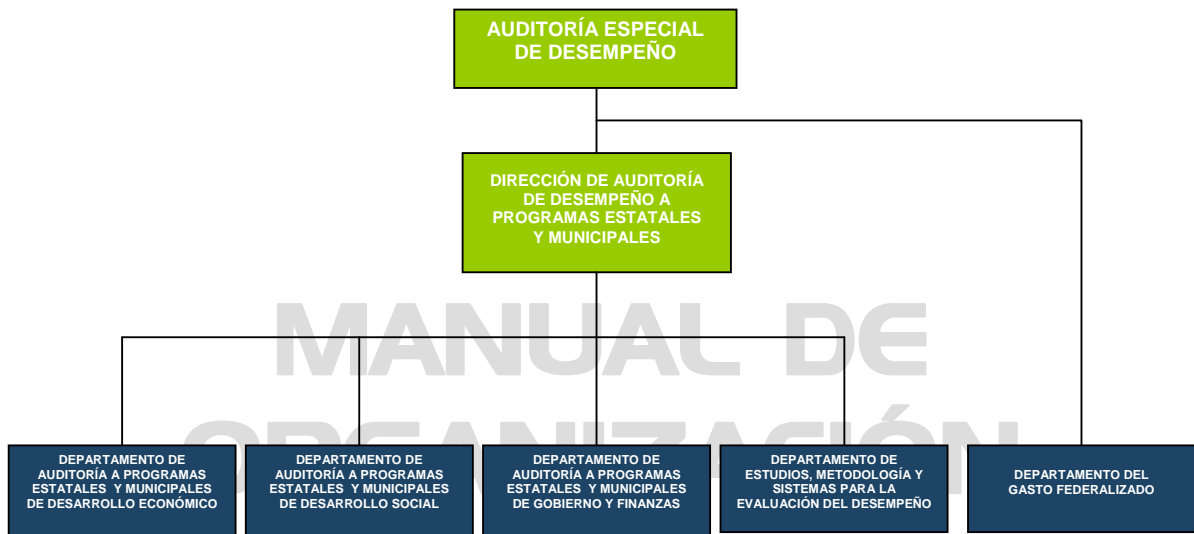 AUDITORÍA ESPECIAL
DE DESEMPEÑO
DIRECCIÓN DE AUDITORÍA
DE DESEMPEÑO A
PROGRAMAS ESTATALES
Y MUNICIPALES
MANUAL DE
ORGANIZACIÓN
DEPARTAMENTO DE
AUDITORÍA A PROGRAMAS
ESTATALES Y MUNICIPALES
DE DESARROLLO ECONÓMICO
DEPARTAMENTO DE
AUDITORÍA A PROGRAMAS
ESTATALES Y MUNICIPALES
DE DESARROLLO SOCIAL
DEPARTAMENTO DE
AUDITORÍA A PROGRAMAS
ESTATALES Y MUNICIPALES
DE GOBIERNO Y FINANZAS
DEPARTAMENTO DE
ESTUDIOS, METODOLOGÍA Y
SISTEMAS PARA LA
EVALUACIÓN DEL DESEMPEÑO
DEPARTAMENTO DEL
GASTO FEDERALIZADO